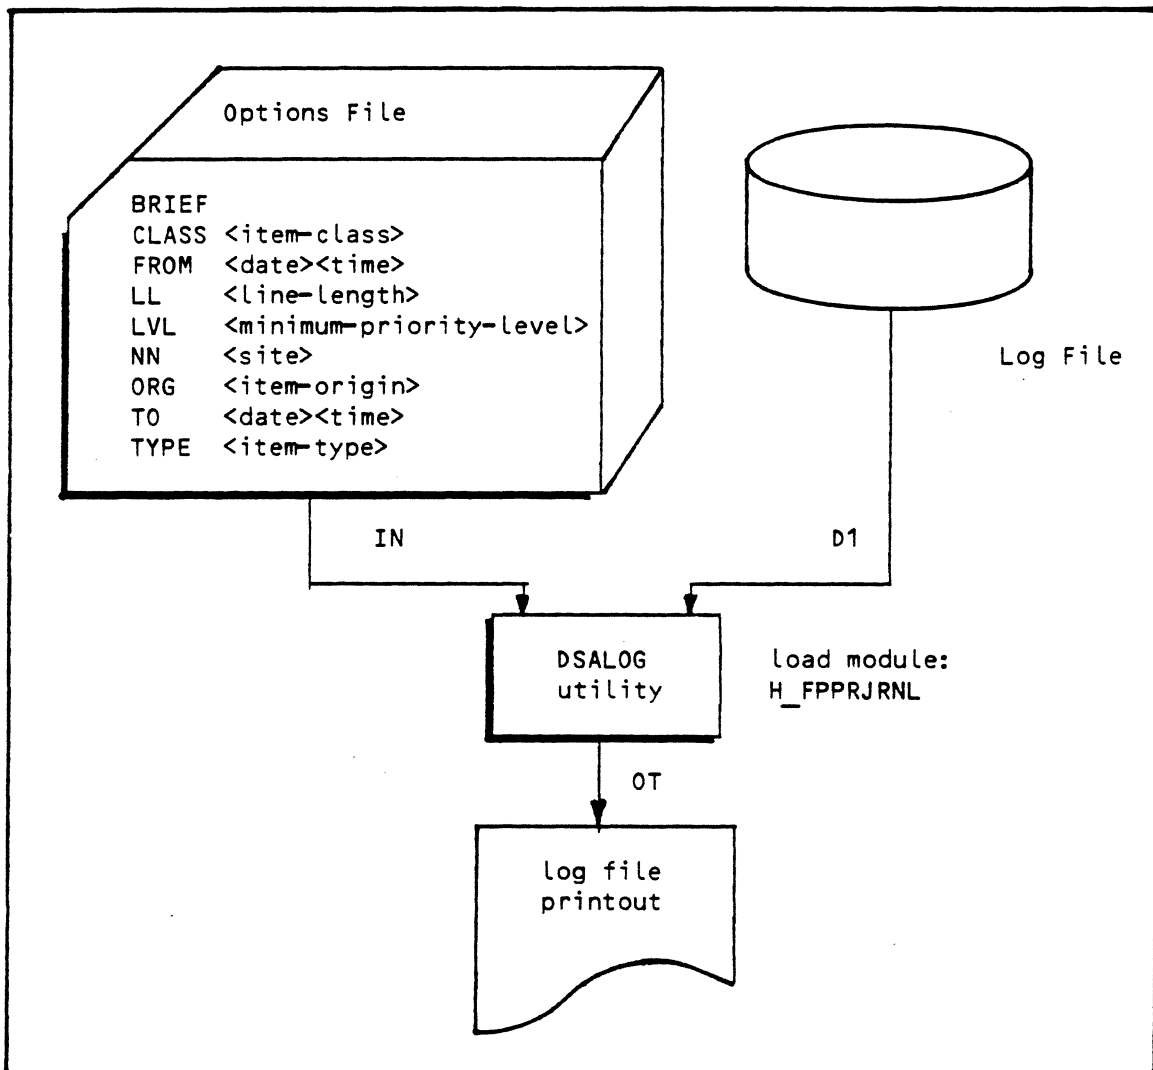 Options File
BRIEF
CLASS <item-class>
FROM <date><time>
LL <line-length>
LVL <minimum-priority-level>
NN <site>
ORG <item-origin>
TO <date><time>
TYPE <item-type>
Log File
IN
D1
DSALOG
utility
load module:
H_FPPRJRNL
OT
log file
printout